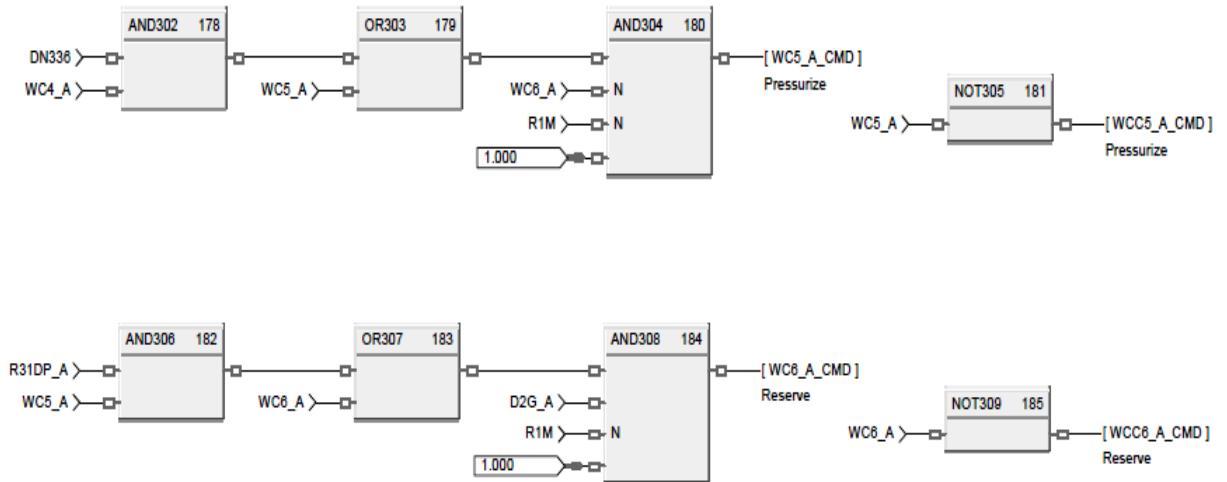 AND302 178
OR303 179
AND304 180
DN336
[ WC5_A_CMD ]
WC4_A
WC5_A
WC6_A
N
Pressurize
NOT305 181
R1M
N
WC5_A
[ WCC5_A_CMD ]
1.000
Pressurize
AND306 182
OR307 183
AND308 184
R31DP_A
[ WC6_A_CMD ]
WC5_A
WC6_A
D2G_A
Reserve
NOT309 185
R1M
N
WC6_A
[ WCC6_A_CMD ]
1.000
Reserve